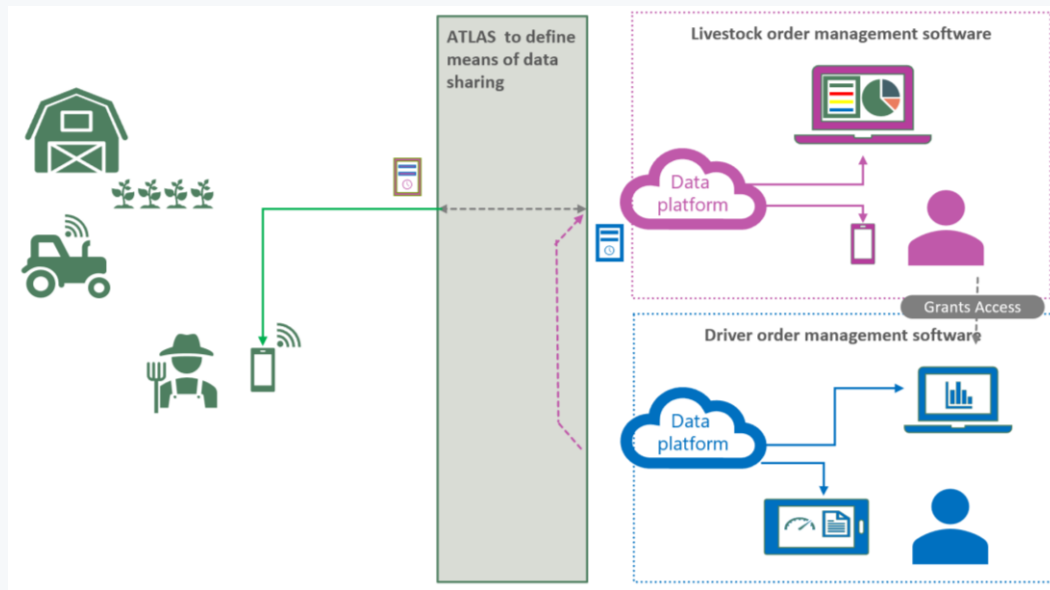 ATLAS to define
means of data
sharing
Livestock order management software
Data
platform
Grants Access
Driver order management software
Data
platform